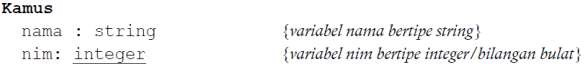 Kamus
nama : string {variabel nama bertipe string}
nim: integer {variabel nim bertipe integer/bilangan bulat}